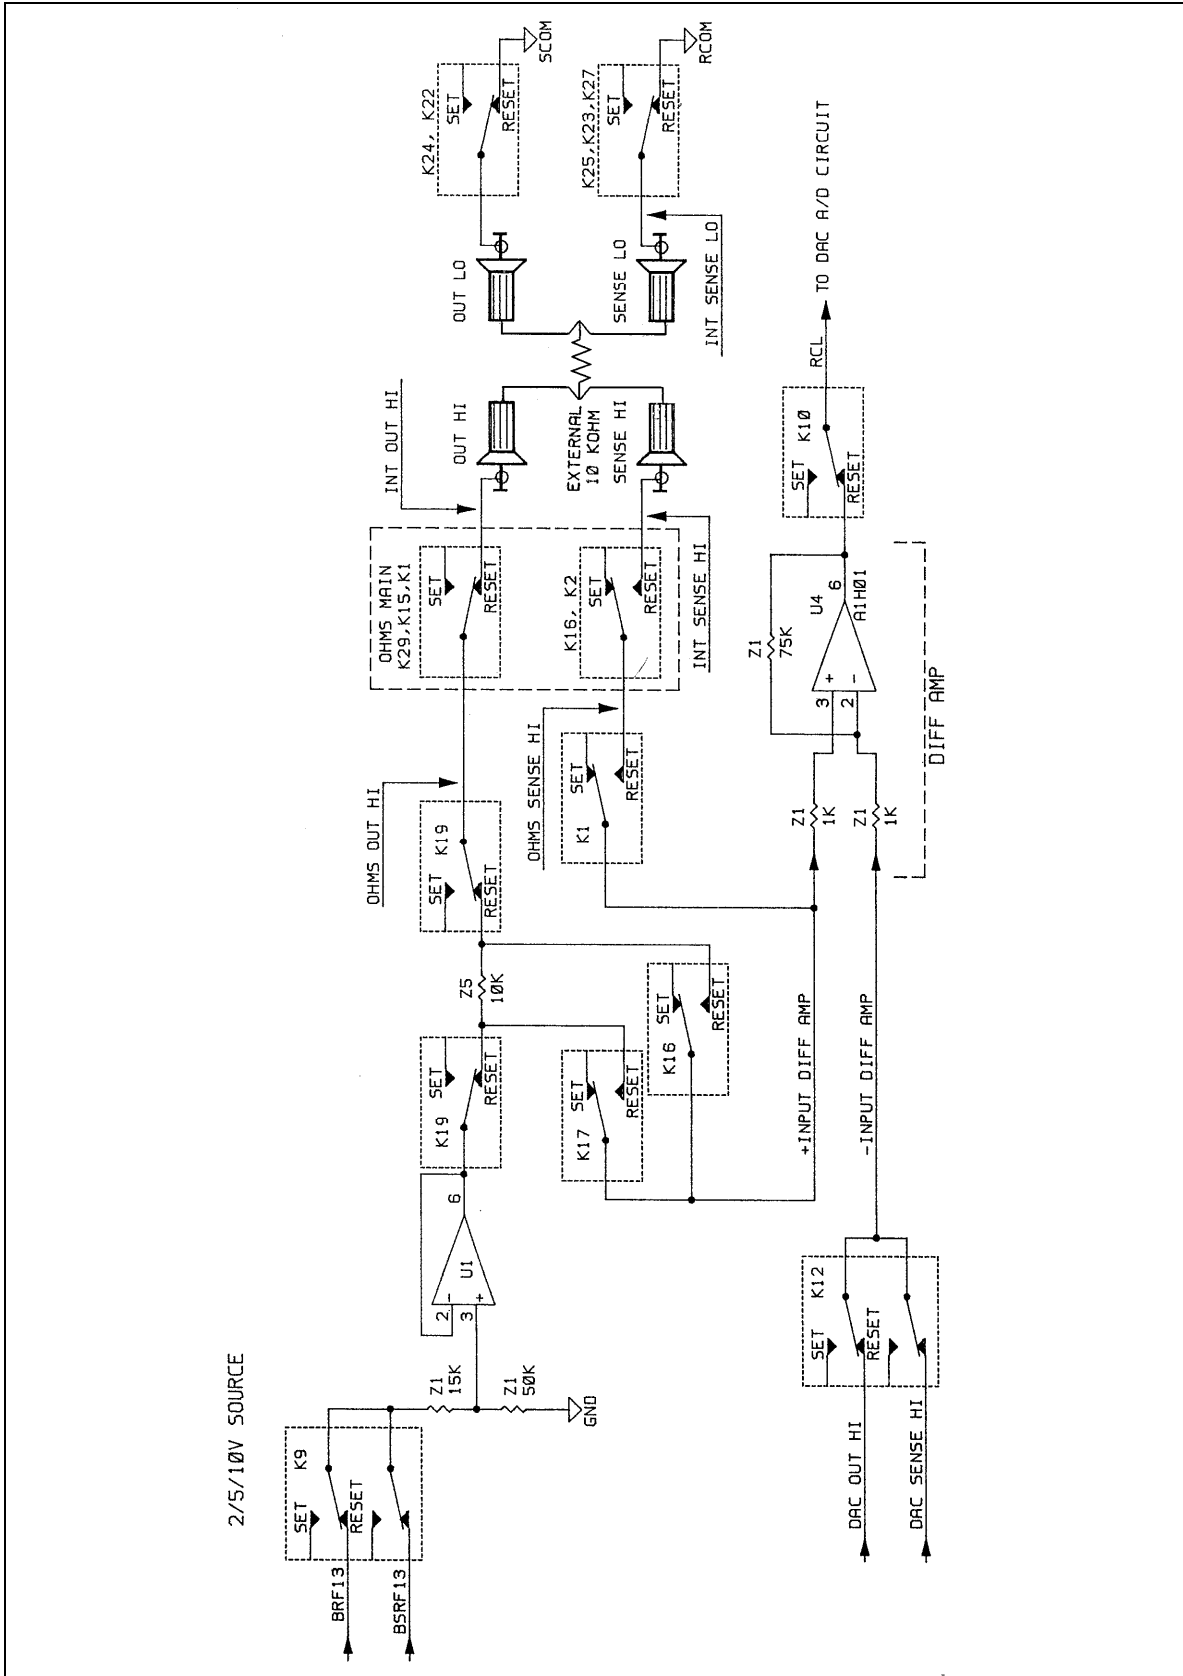 2/5/10V SOURCE
BRF13
BSRF13
SET
K9
RESET
Z1
15K
Z1
50K
GND
2
3
-
+
U1
6
K19
SET
RESET
Z5
10K
SET
K19
RESET
OHMS OUT HI
OHMS MAIN
K29,K15,K1
SET
RESET
INT OUT HI
OUT HI
OUT LO
K24, K22
SET
RESET
SCOM
K17
SET
RESET
K16
SET
RESET
K1
SET
RESET
OHMS SENSE HI
K16, K2
SET
RESET
INT SENSE HI
EXTERNAL
10 KOHM
SENSE HI
SENSE LO
INT SENSE LO
K25,K23,K27
SET
RESET
RCOM
DAC OUT HI
DAC SENSE HI
SET
K12
RESET
+INPUT DIFF AMP
-INPUT DIFF AMP
Z1
1K
Z1
1K
3
2
+
-
U4
6
A1H01
Z1
75K
DIFF AMP
SET
K10
RESET
RCL
TO DAC A/D CIRCUIT